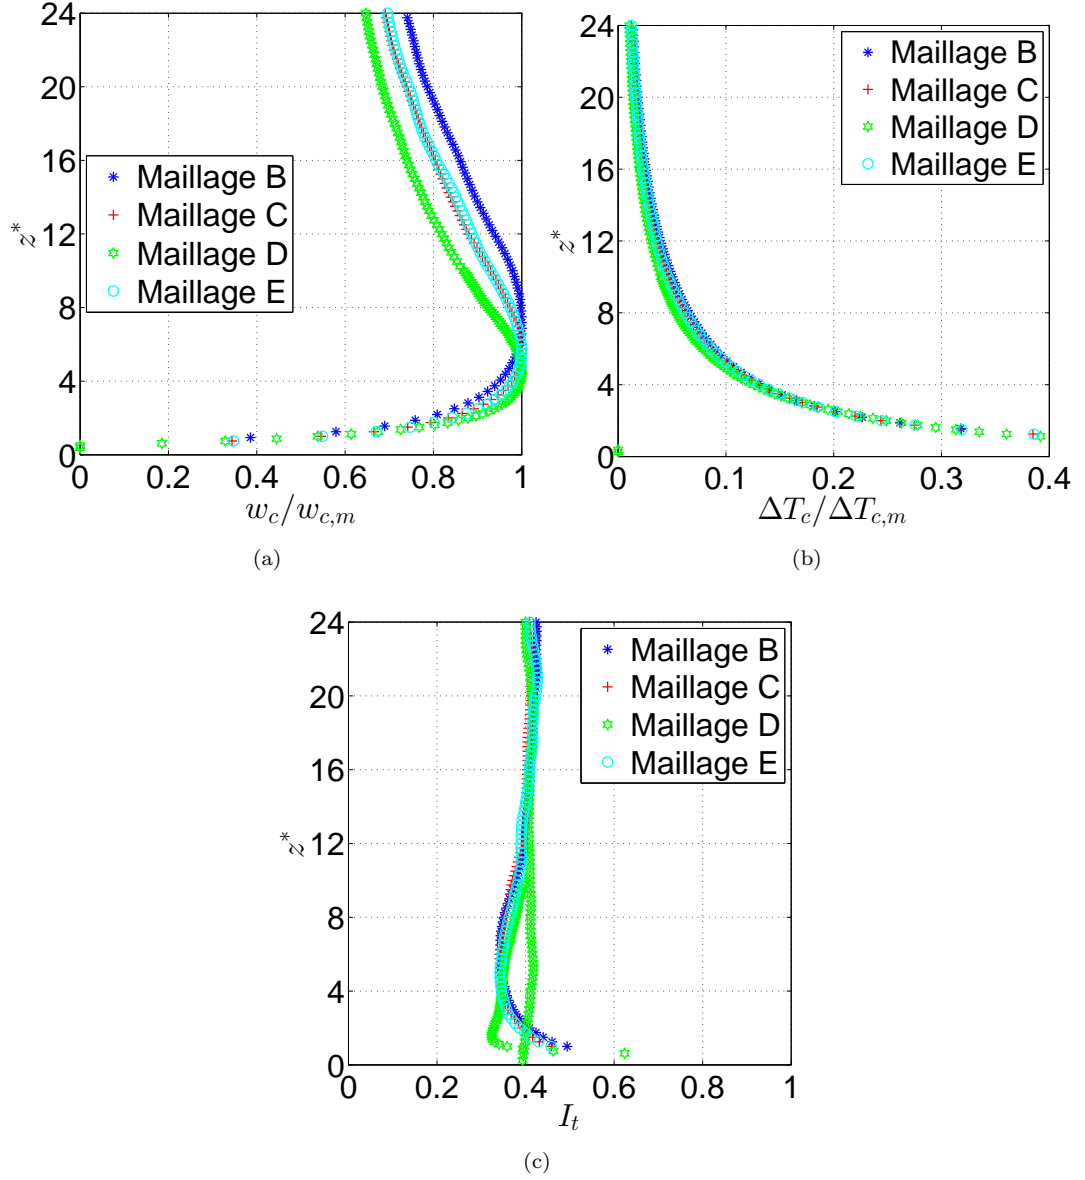 24
20
16
12
8
4
0
z*
Maillage B
Maillage C
Maillage D
Maillage E
0 0.2 0.4 0.6 0.8 1
w_c/w_{c,m}
(a)
24
20
16
12
8
4
0
z*
Maillage B
Maillage C
Maillage D
Maillage E
0 0.1 0.2 0.3 0.4
ΔT_c/ΔT_{c,m}
(b)
24
20
16
12
8
4
0
z*
Maillage B
Maillage C
Maillage D
Maillage E
0 0.2 0.4 0.6 0.8 1
I_t
(c)